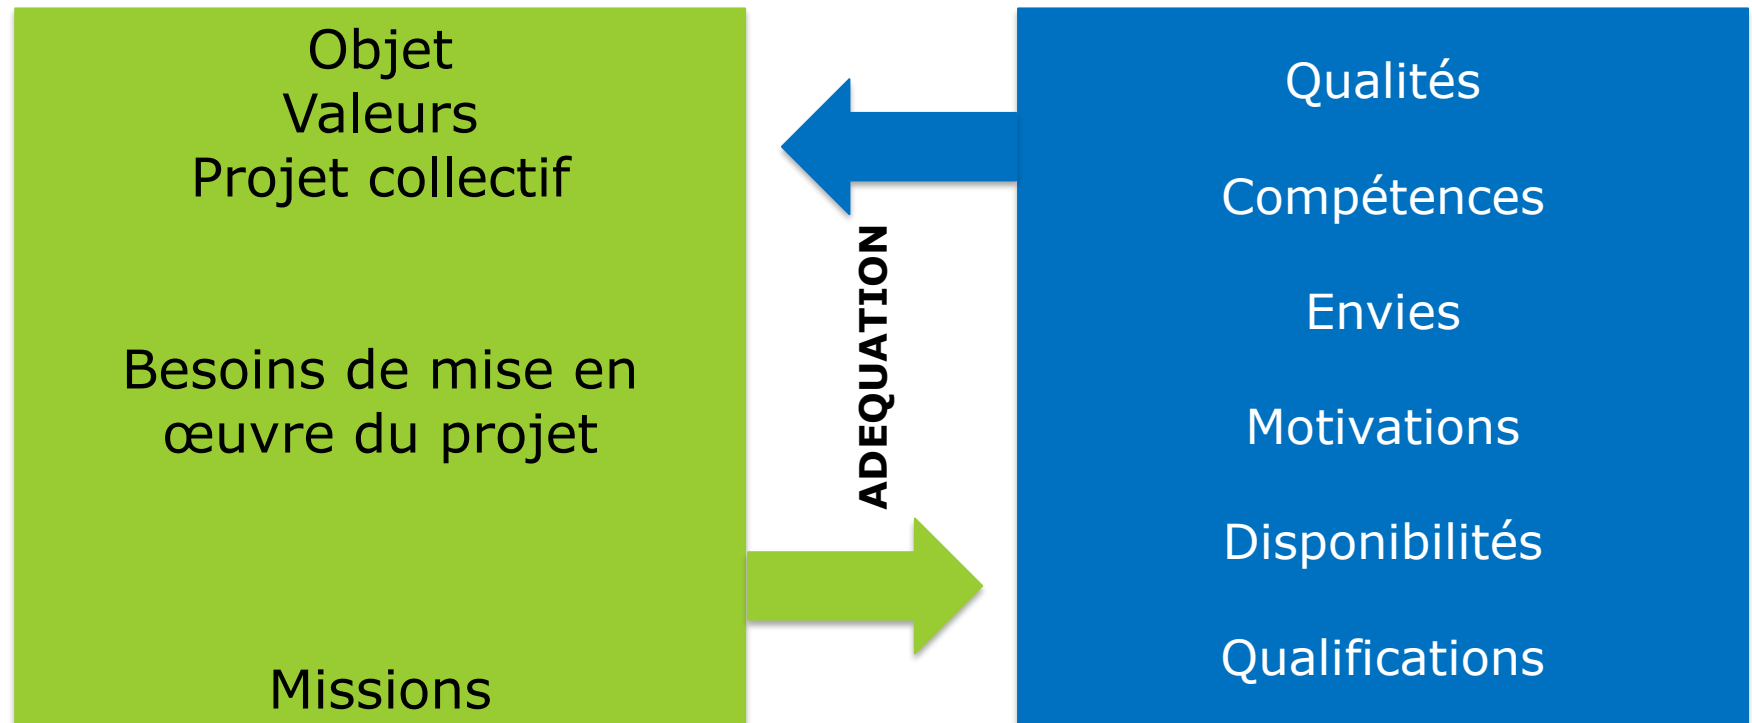 Objet
Valeurs
Projet collectif
Besoins de mise en
œuvre du projet
Missions
ADEQUATION
Qualités
Compétences
Envies
Motivations
Disponibilités
Qualifications